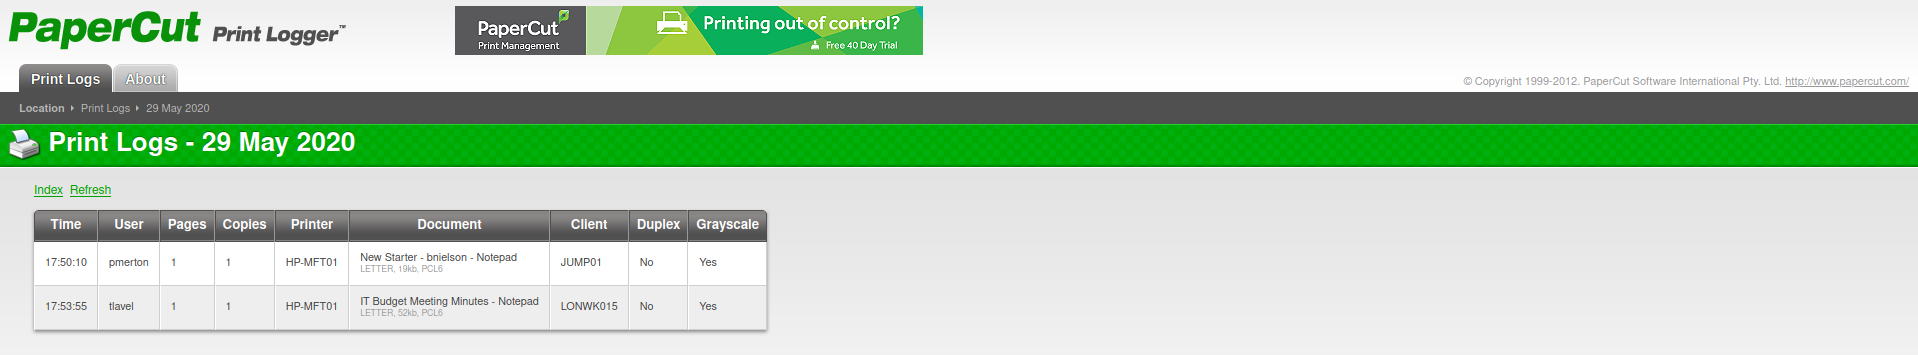 PaperCut Print Logger™
PaperCut
Print Management
Printing out of control?
Free 40 Day Trial
Print Logs About
© Copyright 1999-2012. PaperCut Software International Pty. Ltd. http://www.papercut.com/
Location Print Logs 29 May 2020
Print Logs - 29 May 2020
Index Refresh
Time User Pages Copies Printer Document Client Duplex Grayscale
17:50:10 pmerton 1 1 HP-MFT01 New Starter - bnielson - Notepad JUMP01 No Yes
LETTER, 19kb, PCL6
17:53:55 tlavel 1 1 HP-MFT01 IT Budget Meeting Minutes - Notepad LONWK015 No Yes
LETTER, 52kb, PCL6